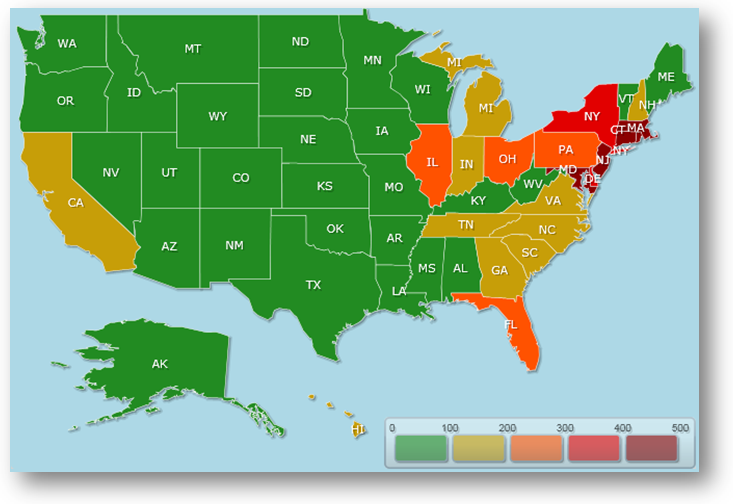 WA
MT
ND
MN
MI
ME
OR
ID
WY
SD
WI
MI
VT
NH
NY
CT
MA
NV
UT
CO
NE
IA
IL
IN
OH
PA
NY
NJ
MD
DE
CA
KS
MO
KY
WV
VA
AZ
NM
OK
AR
TN
NC
SC
TX
LA
MS
AL
GA
FL
AK
HI
0 100 200 300 400 500